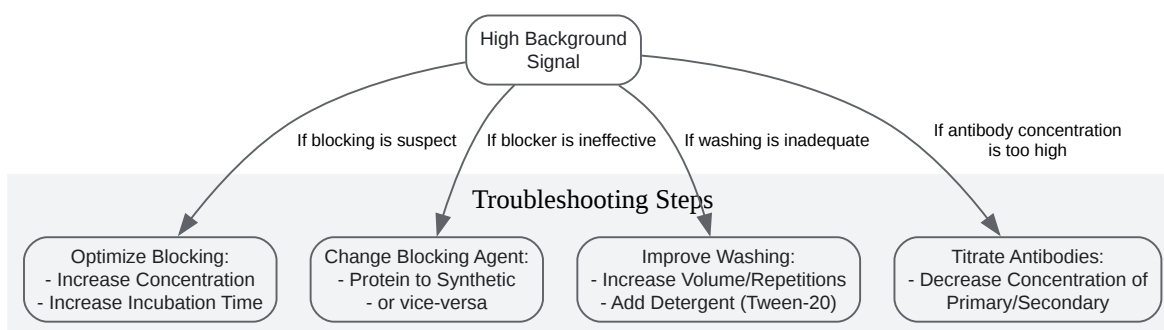 High Background
Signal
If blocking is suspect
If blocker is ineffective
If washing is inadequate
If antibody concentration
is too high
Troubleshooting Steps
Optimize Blocking:
- Increase Concentration
- Increase Incubation Time
Change Blocking Agent:
- Protein to Synthetic
- or vice-versa
Improve Washing:
- Increase Volume/Repetitions
- Add Detergent (Tween-20)
Titrate Antibodies:
- Decrease Concentration of
Primary/Secondary